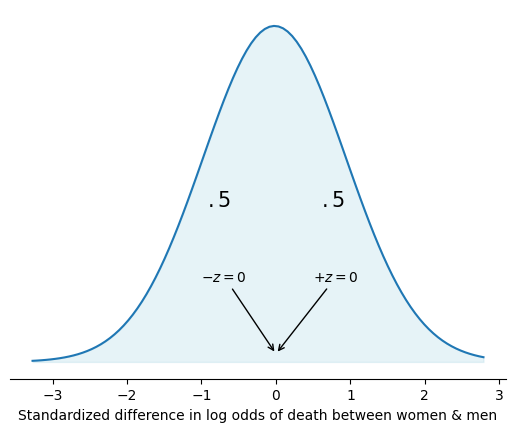 .5 .5
−z = 0 +z = 0
−3 −2 −1 0 1 2 3
Standardized difference in log odds of death between women & men